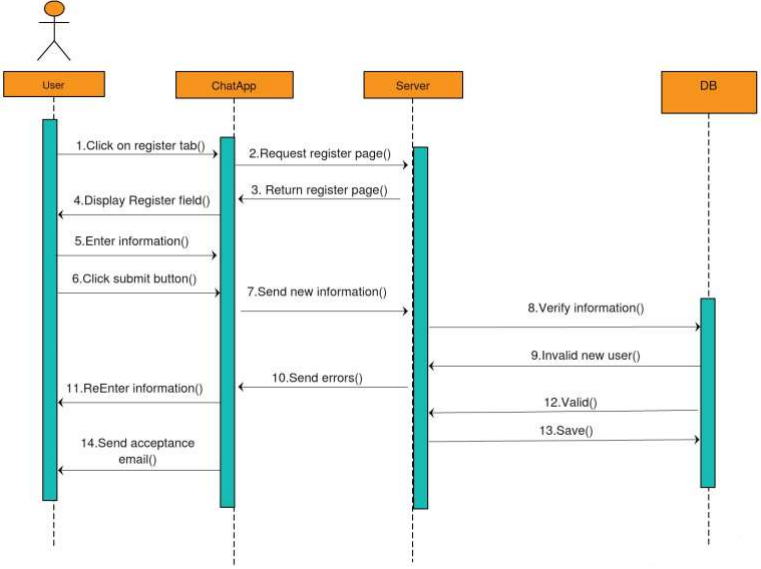 User
ChatApp
Server
DB
1.Click on register tab()
2.Request register page()
3. Return register page()
4.Display Register field()
5.Enter information()
6.Click submit button()
7.Send new information()
8.Verify information()
9.Invalid new user()
10.Send errors()
11.ReEnter information()
12.Valid()
13.Save()
14.Send acceptance
email()